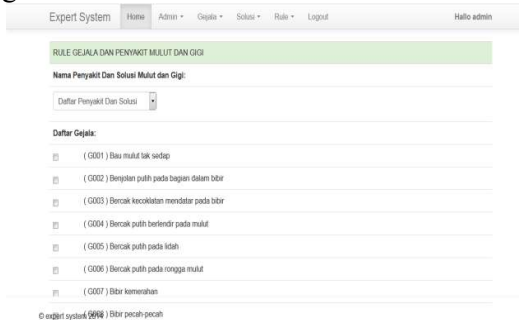 Expert System Home Admin Gejala Solusi Rule Logout Hallo admin
RULE GEJALA DAN PENYAKIT MULUT DAN GIGI
Nama Penyakit Dan Solusi Mulut dan Gigi:
Daftar Penyakit Dan Solusi
Daftar Gejala:
( G001 ) Bau mulut tak sedap
( G002 ) Benjolan putih pada bagian dalam bibir
( G003 ) Bercak kecoklatan mendatar pada bibir
( G004 ) Bercak putih berlendir pada mulut
( G005 ) Bercak putih pada lidah
( G006 ) Bercak putih pada rongga mulut
( G007 ) Bibir kemerahan
( G008 ) Bibir pecah-pecah
© expert system 2014